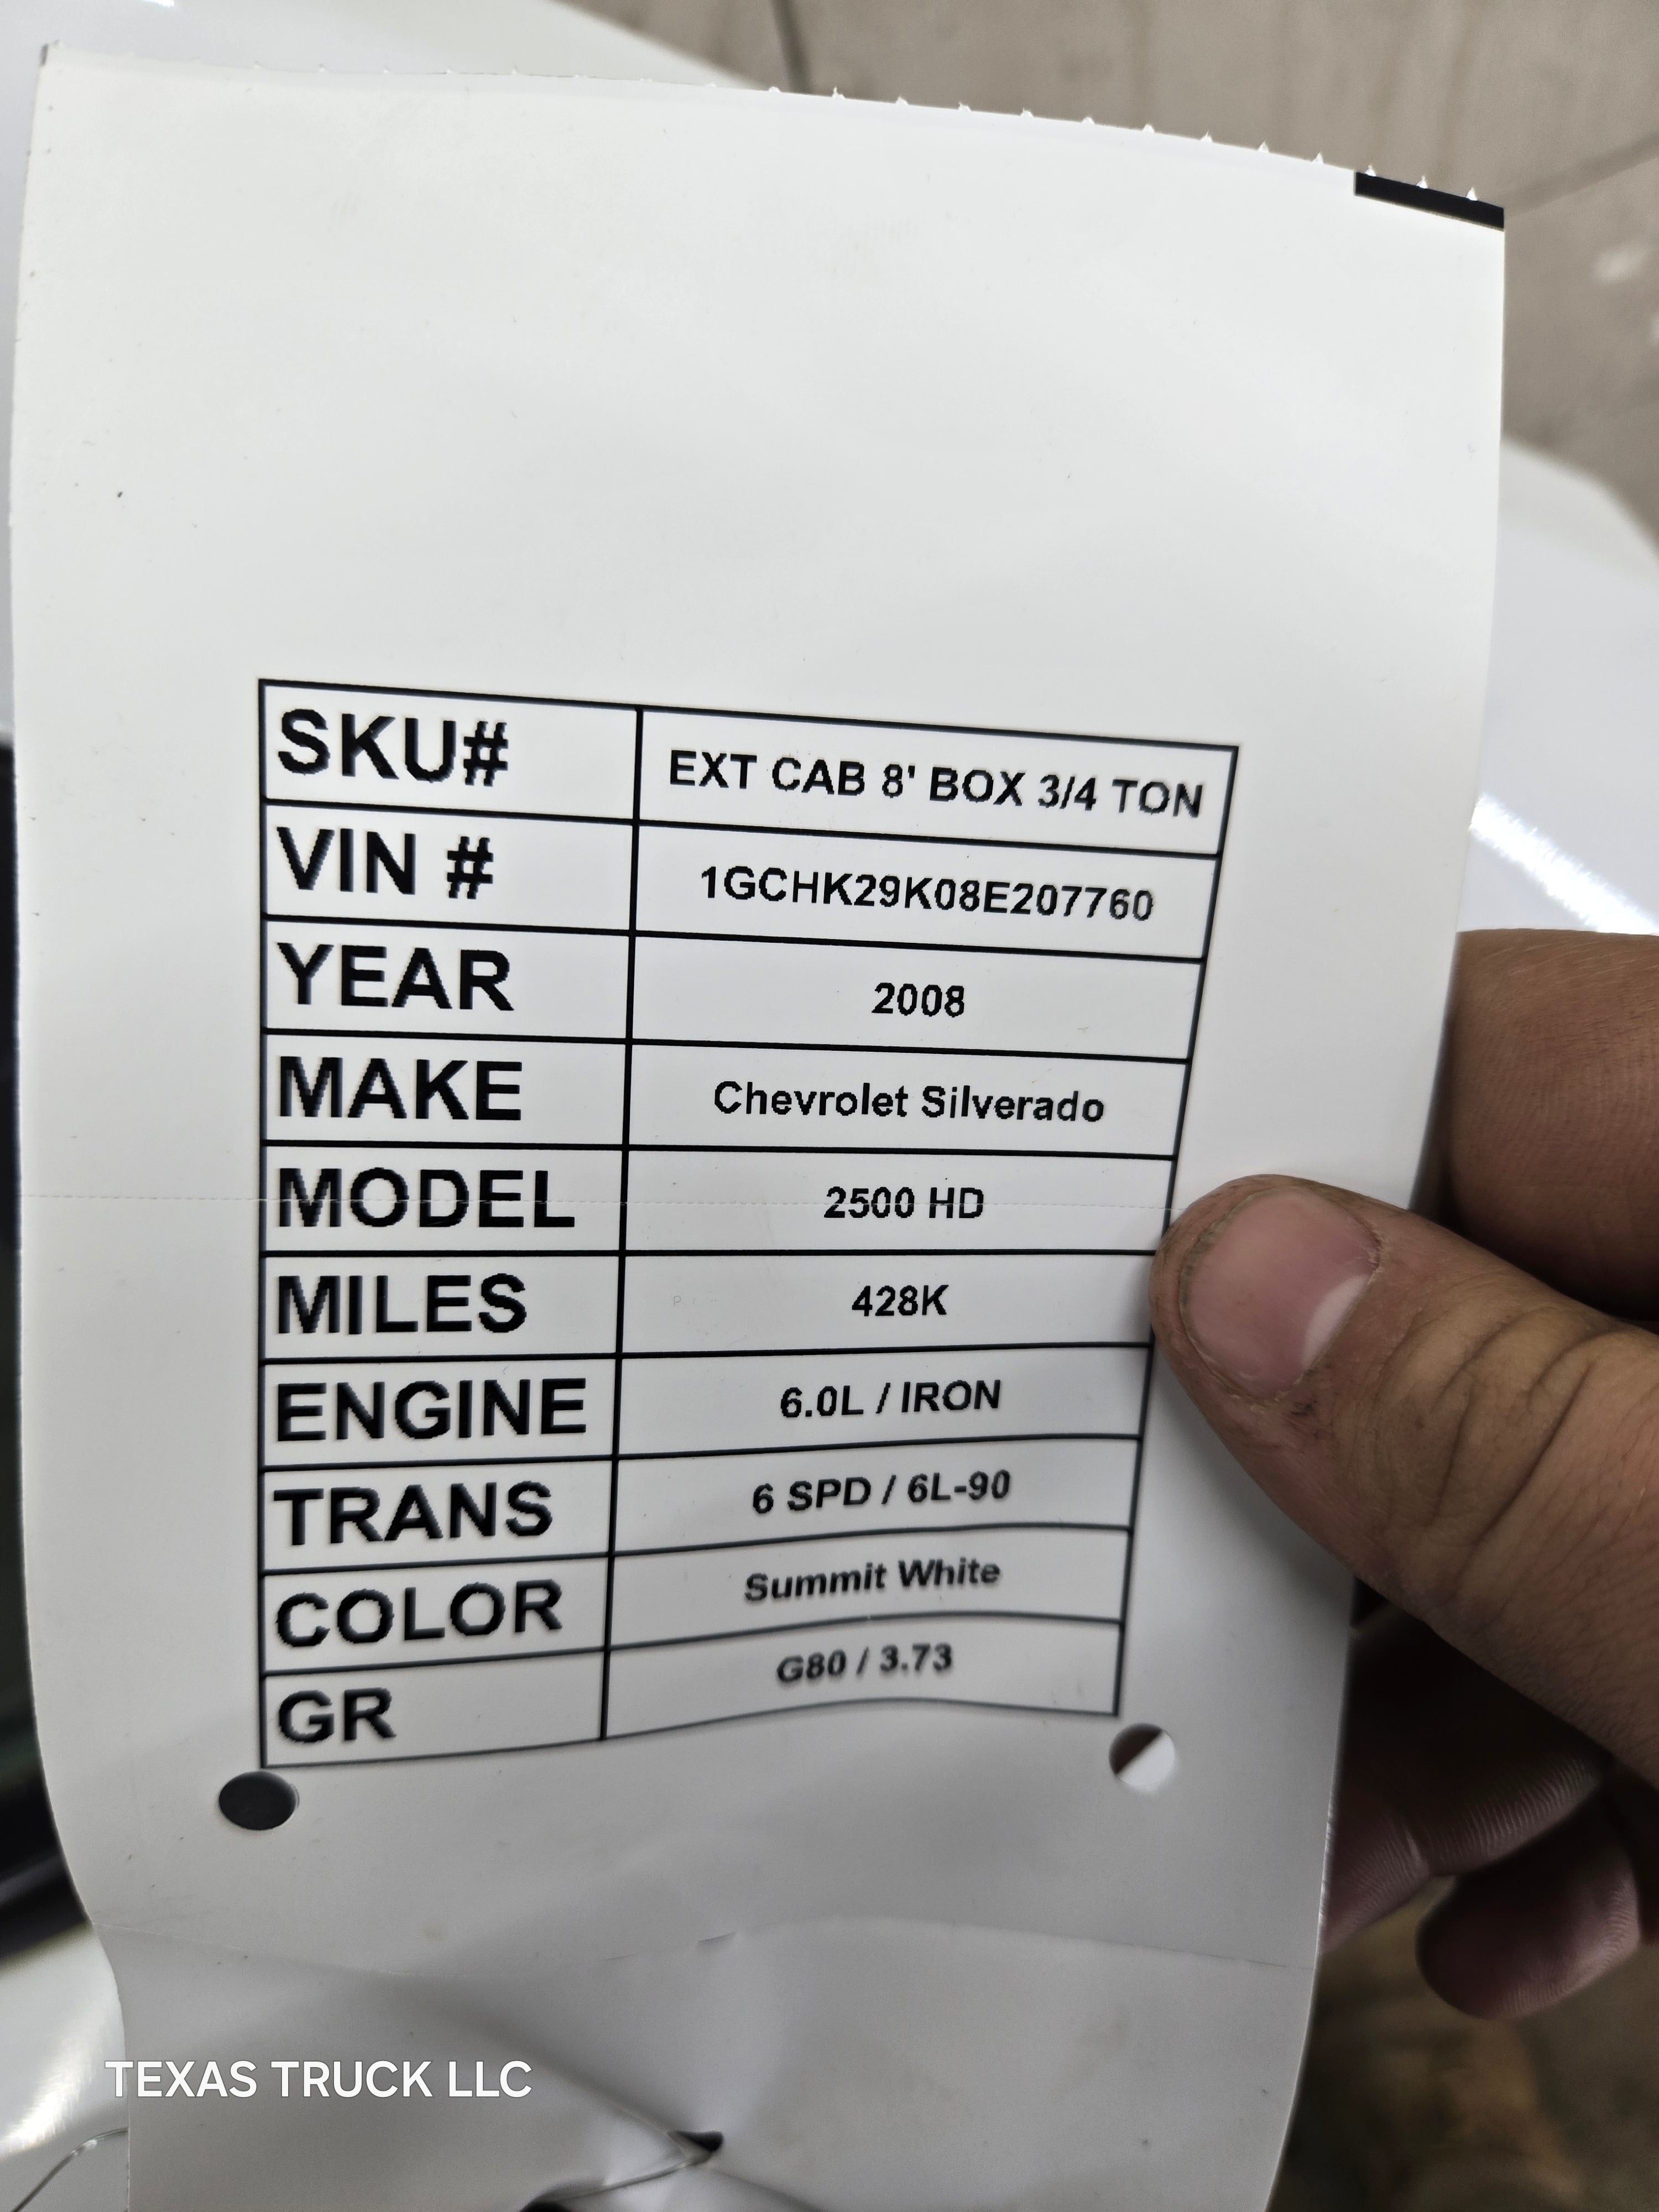 SKU# EXT CAB 8' BOX 3/4 TON
VIN # 1GCHK29K08E207760
YEAR 2008
MAKE Chevrolet Silverado
MODEL 2500 HD
MILES 428K
ENGINE 6.0L / IRON
TRANS 6 SPD / 6L-90
COLOR Summit White
GR G80 / 3.73
TEXAS TRUCK LLC